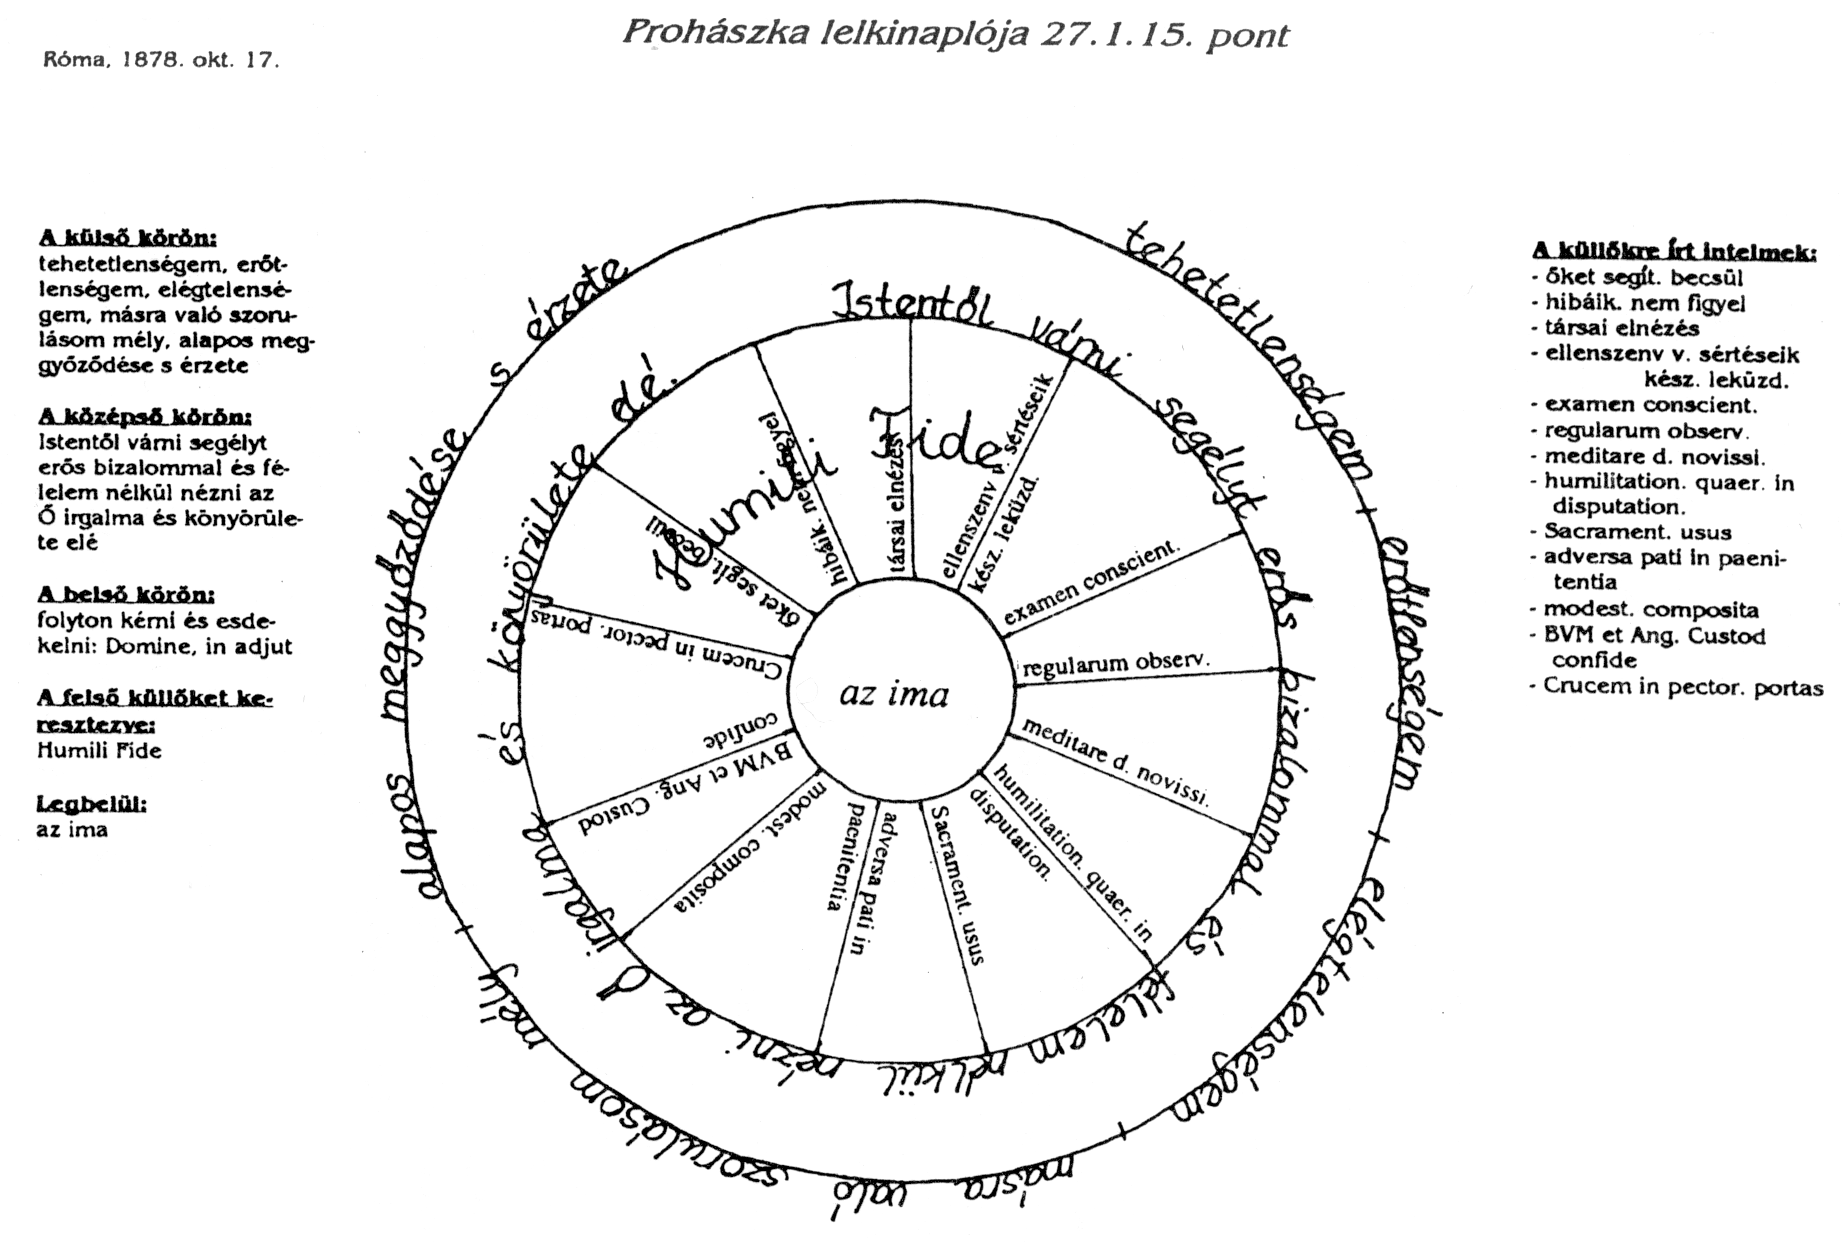 Prohászka lelkinaplója 27.1.15. pont
Róma, 1878. okt. 17.
A külső körön:
tehetetlenségem, erőt-
lenségem, elégtelensé-
gem, másra való szoru-
lásom mély, alapos meg-
győződése s érzete
A középső körön:
Istentől várni segélyt
erős bizalommal és fé-
lelem nélkül nézni az
Ő irgalma és könyörüle-
te elé
A belső körön:
folyton kérni és esde-
kelni: Domine, in adjut
A felső küllőket ke-
resztezve:
Humili Fide
Legbelül:
az ima
tehetetlenségem erőtlenségem elégtelenségem másra való szorulásom mély alapos meggyőződése s érzete
Istentől várni segélyt erős bizalommal és félelem nélkül nézni az Ő irgalma és könyörülete elé.
Humili Fide
őket segít. becsül
hibáik. nem figyel
társai elnézés
ellenszenv v. sértéseik
kész. leküzd.
examen conscient.
regularum observ.
meditare d. novissi.
humilitation. quaer. in
disputation.
Sacrament. usus
adversa pati in
pacnitentia
modest. composita
BVM et Ang. Custod
confide
Crucem in pector. portas
az ima
A küllőkre írt intelmek:
- őket segít. becsül
- hibáik. nem figyel
- társai elnézés
- ellenszenv v. sértéseik
kész. leküzd.
- examen conscient.
- regularum observ.
- meditare d. novissi.
- humilitation. quaer. in
disputation.
- Sacrament. usus
- adversa pati in paeni-
tentia
- modest. composita
- BVM et Ang. Custod
confide
- Crucem in pector. portas